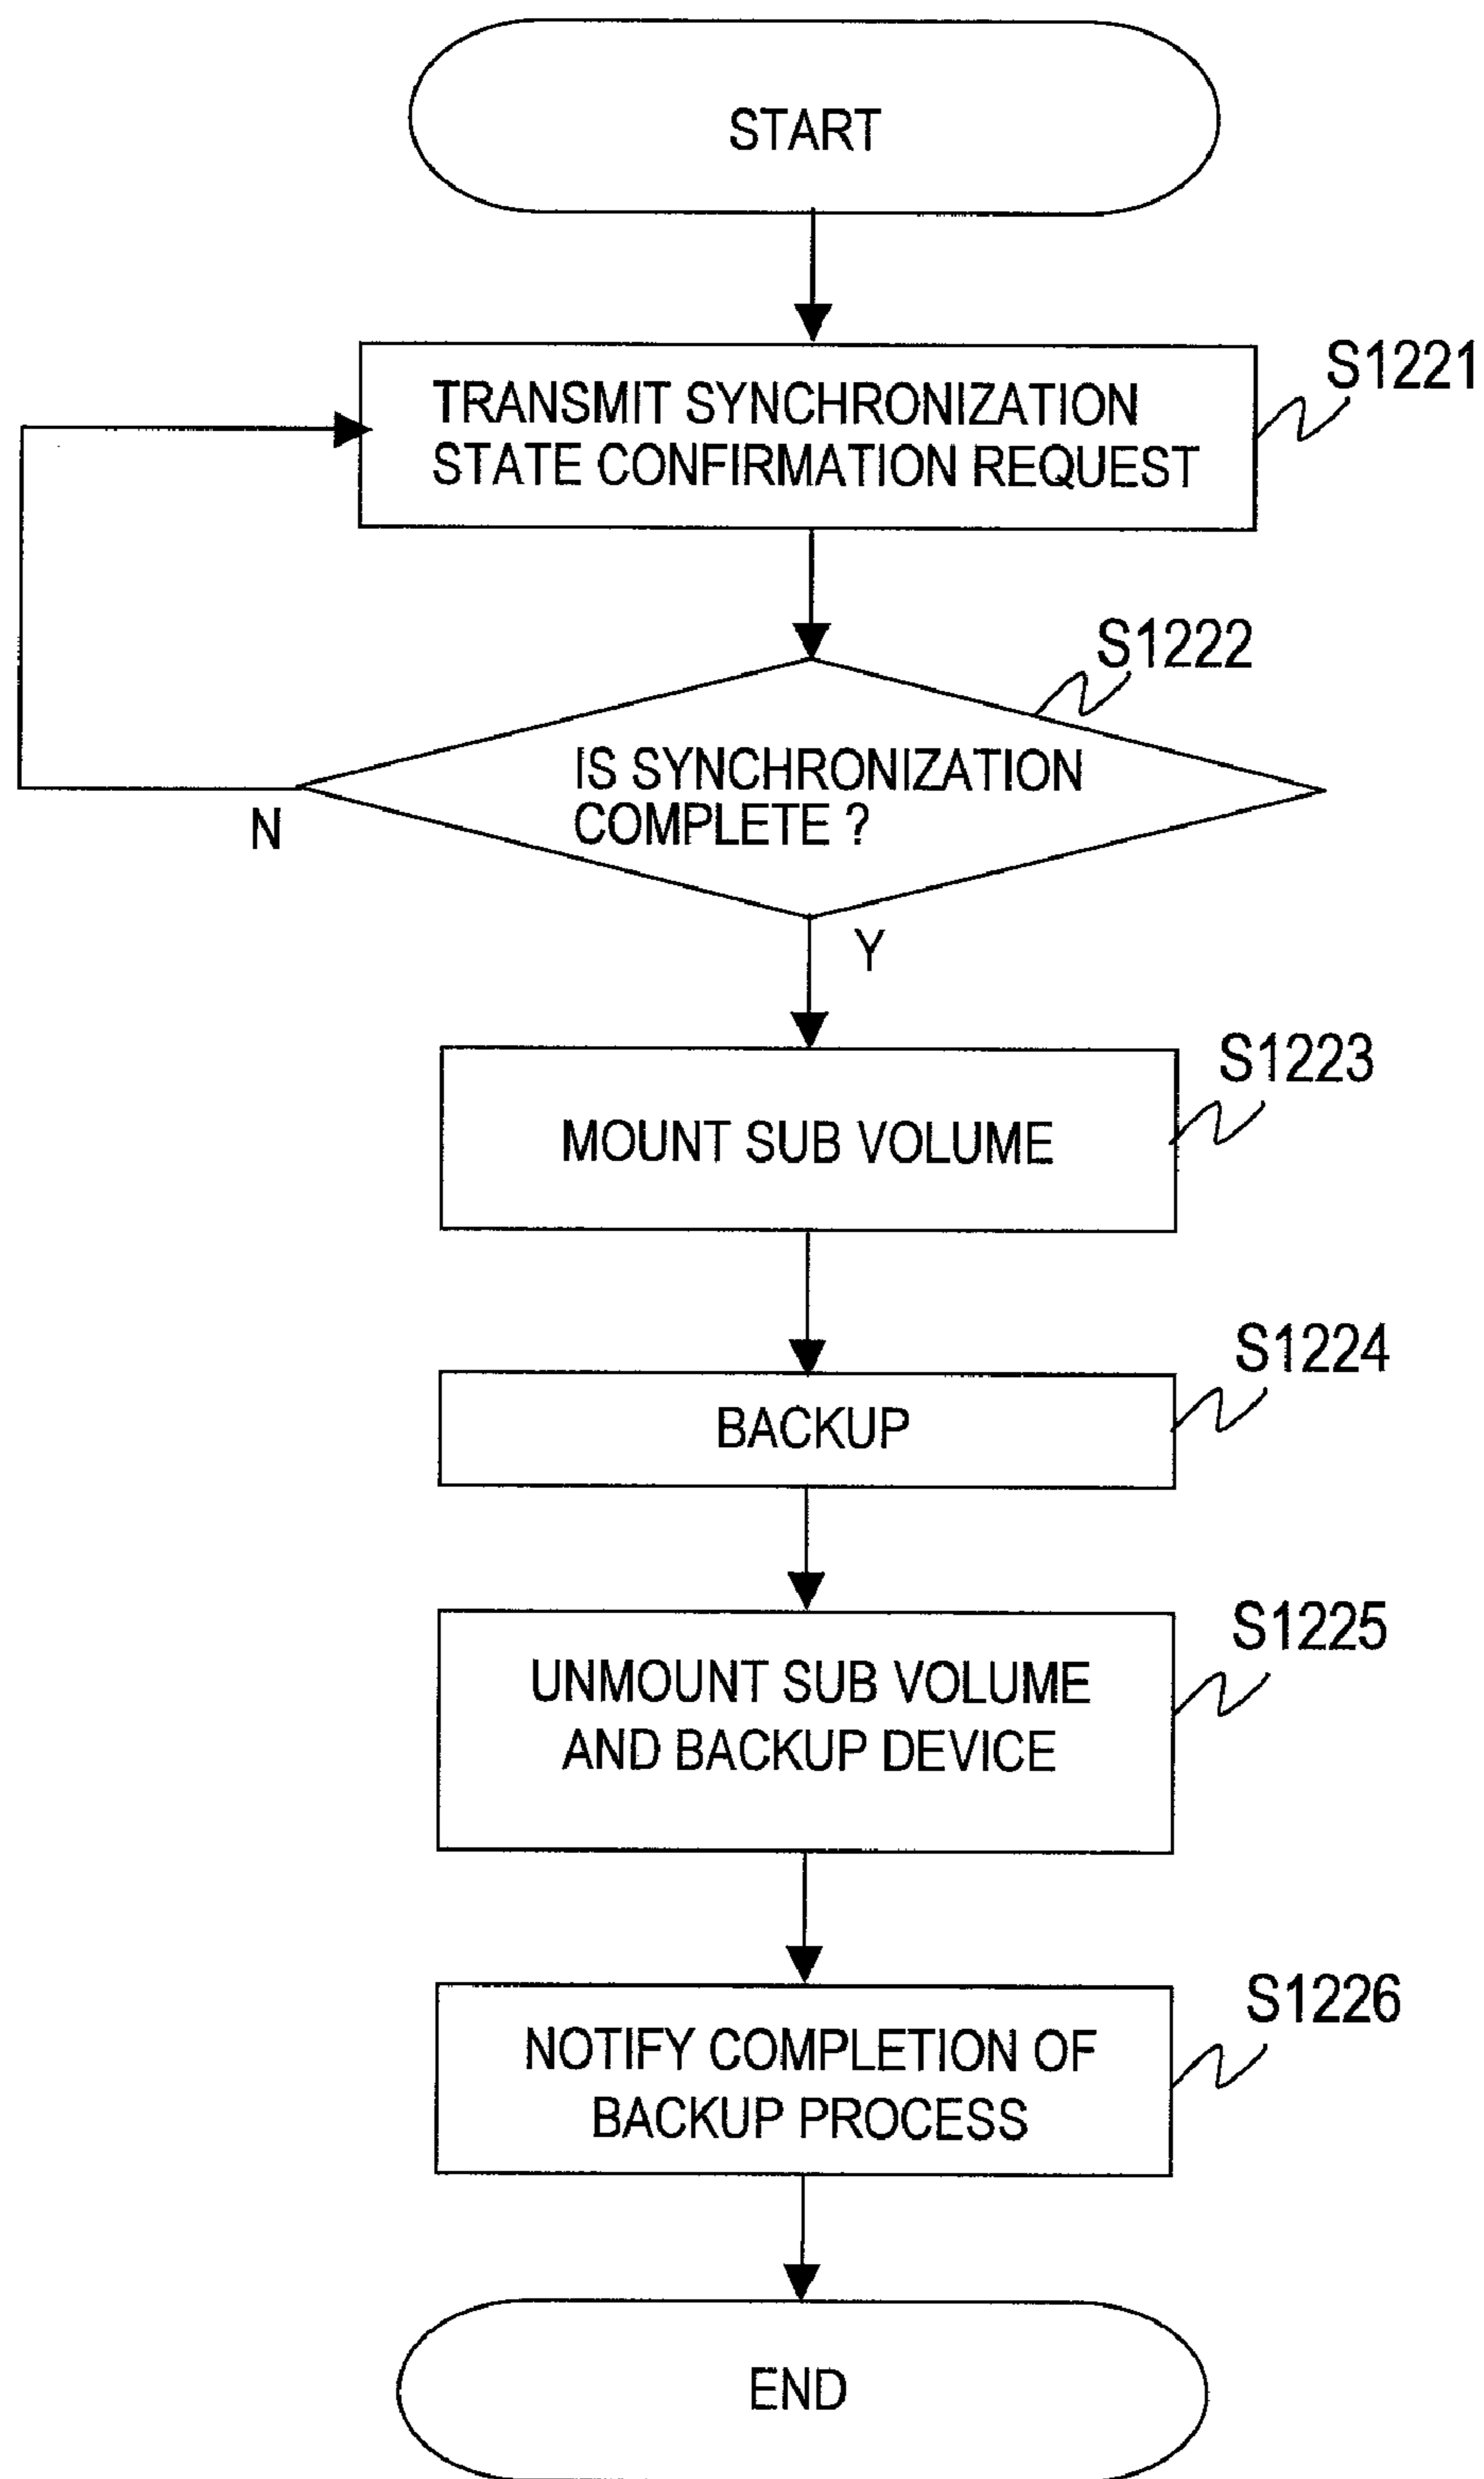 START
S1221
TRANSMIT SYNCHRONIZATION
STATE CONFIRMATION REQUEST
S1222
IS SYNCHRONIZATION
COMPLETE ?
N
Y
S1223
MOUNT SUB VOLUME
S1224
BACKUP
S1225
UNMOUNT SUB VOLUME
AND BACKUP DEVICE
S1226
NOTIFY COMPLETION OF
BACKUP PROCESS
END